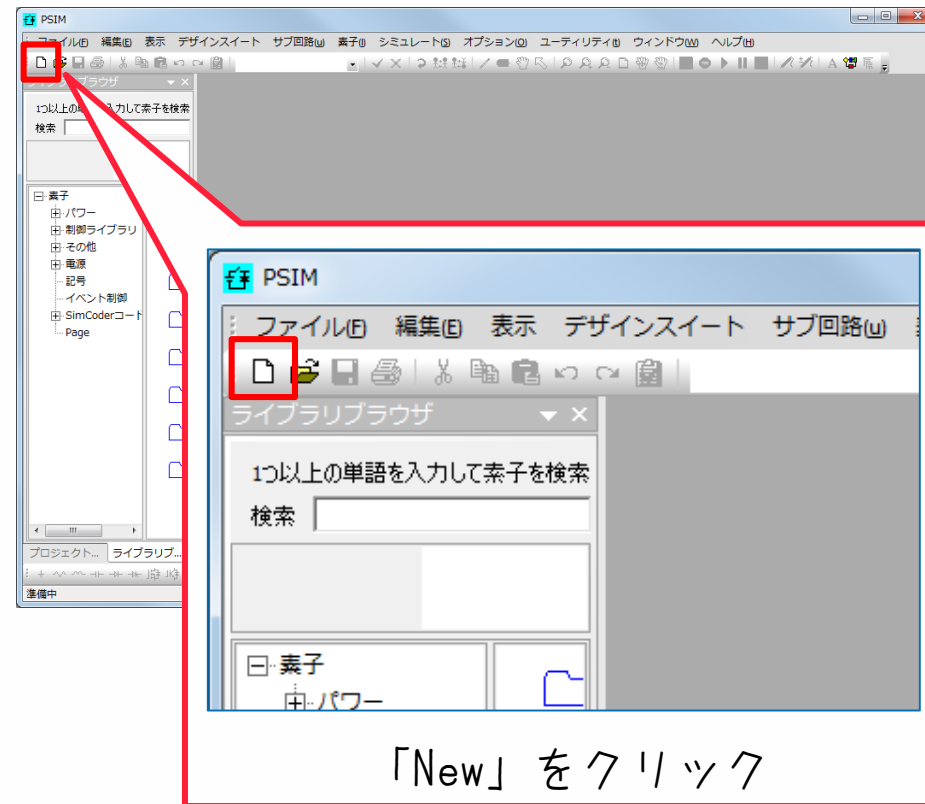 PSIM
ファイル(F) 編集(E) 表示 デザインスイート サブ回路(u) 素子(l) シミュレート(S) オプション(O) ユーティリティ(t) ウィンドウ(W) ヘルプ(H)
1つ以上の単 入力して素子を検索
検索
素子
パワー
制御ライブラリ
その他
電源
記号
イベント制御
SimCoderコード
Page
プロジェクト... ライブラリブ...
準備中
PSIM
ファイル(F) 編集(E) 表示 デザインスイート サブ回路(u)
ライブラリブラウザ
1つ以上の単語を入力して素子を検索
検索
素子
パワー
「New」をクリック